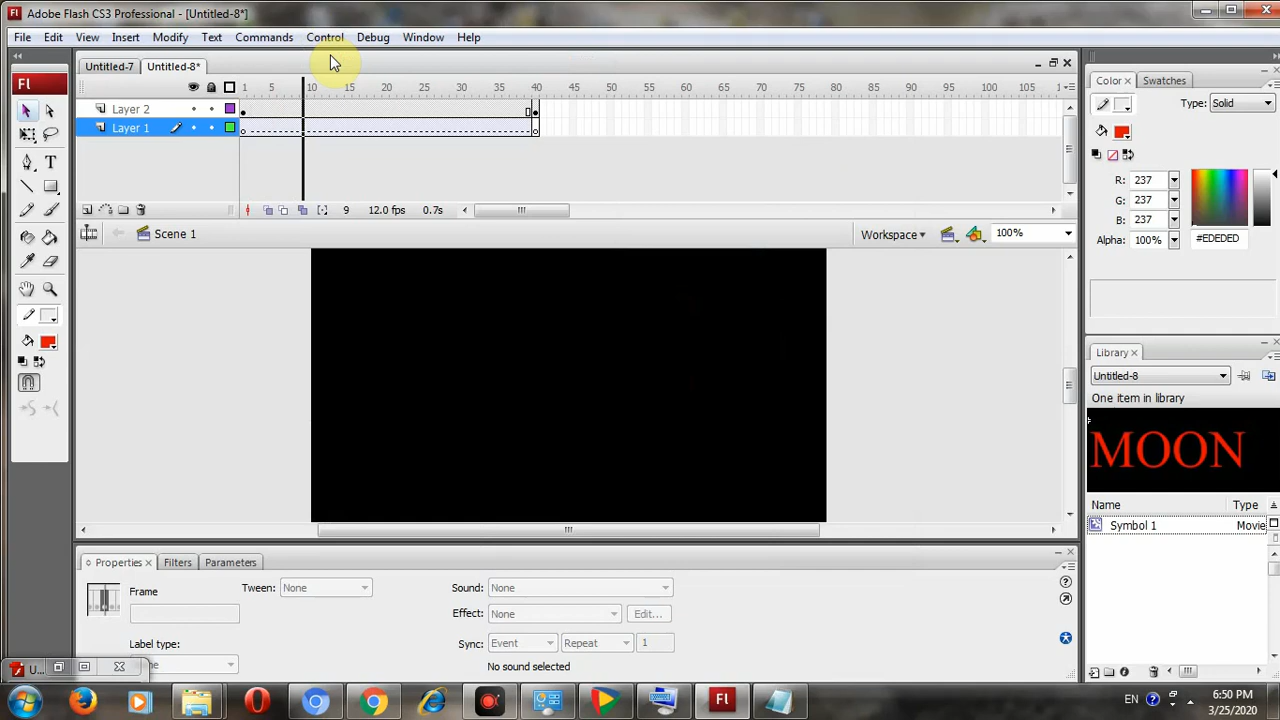 Adobe Flash CS3 Professional - [Untitled-8*]
File Edit View Insert Modify Text Commands Control Debug Window Help
Untitled-7 Untitled-8*
Fl
1 5 10 15 20 25 30 35 40 45 50 55 60 65 70 75 80 85 90 95 100 105 1
Layer 2
Layer 1
9 12.0 fps 0.7s
Scene 1 Workspace 100%
Properties Filters Parameters
Frame Tween: None Sound: None
Effect: None Edit...
Label type: Sync: Event Repeat 1
No sound selected
Color Swatches
Type: Solid
R: 237
G: 237
B: 237
Alpha: 100% #EDEDED
Library
Untitled-8
One item in library
MOON
Name Type
Symbol 1 Movie
U...
Fl
EN 6:50 PM
3/25/2020